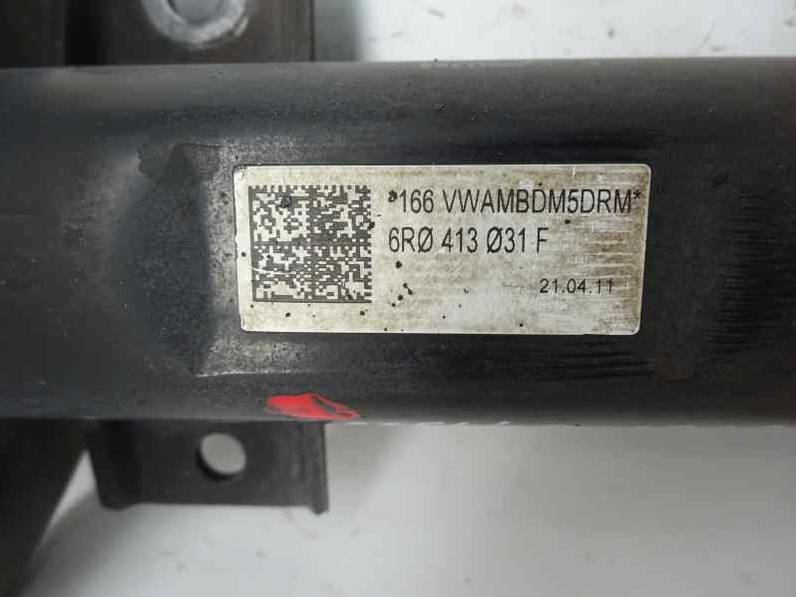 *166 VWAMBDM5DRM*
6RØ 413 Ø31 F
21.04.11